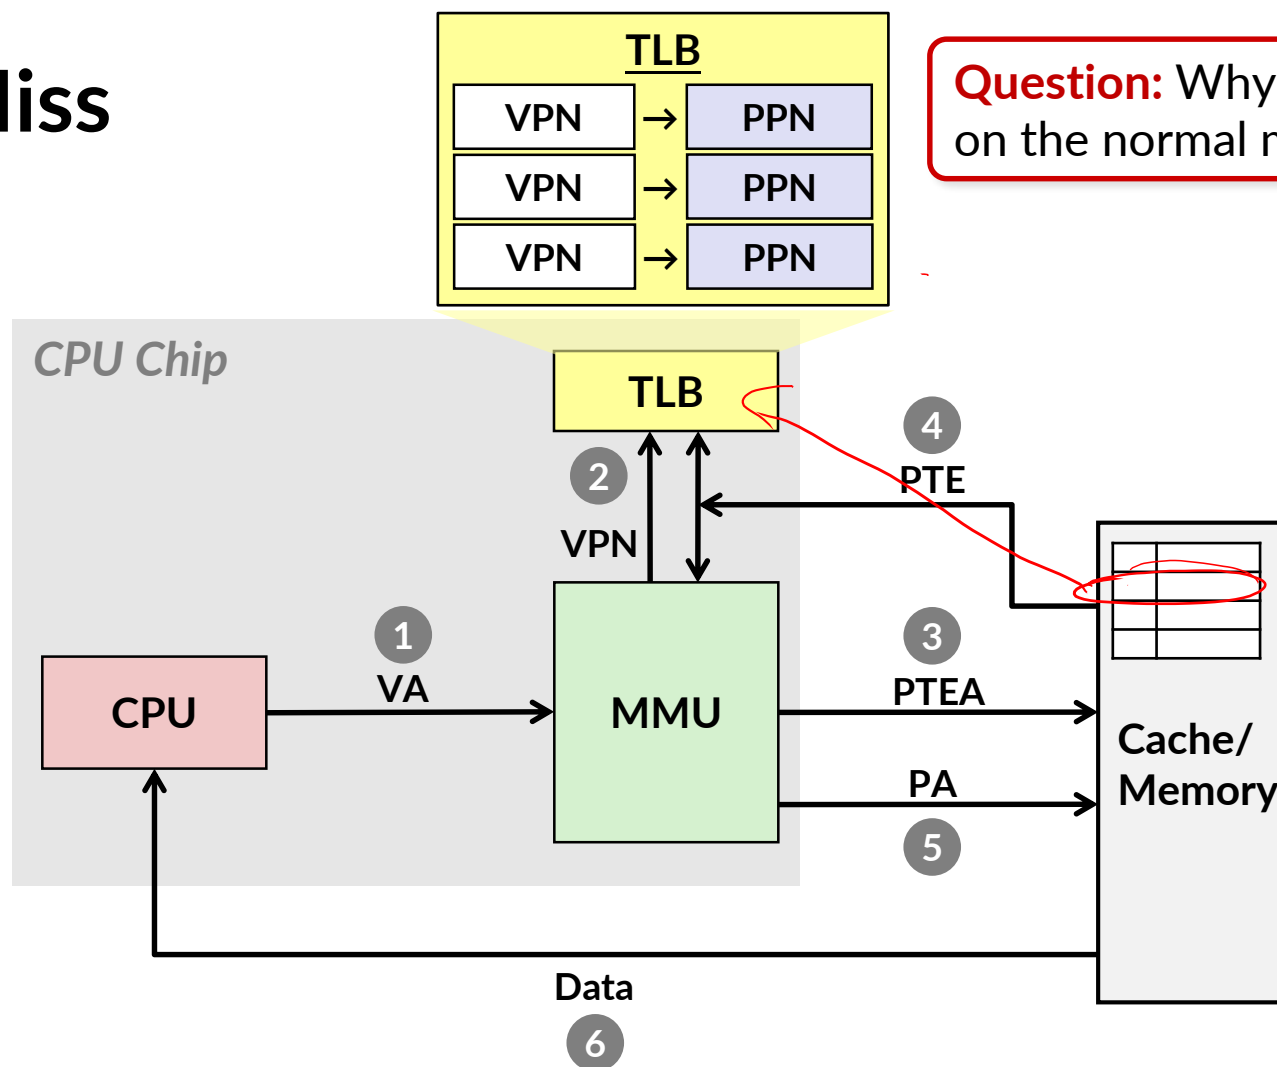 TLB
VPN → PPN
VPN → PPN
VPN → PPN
Question: Why
on the normal
CPU Chip
TLB
4
PTE
2
VPN
1
VA
3
PTEA
CPU
MMU
Cache/
Memory
PA
5
Data
6